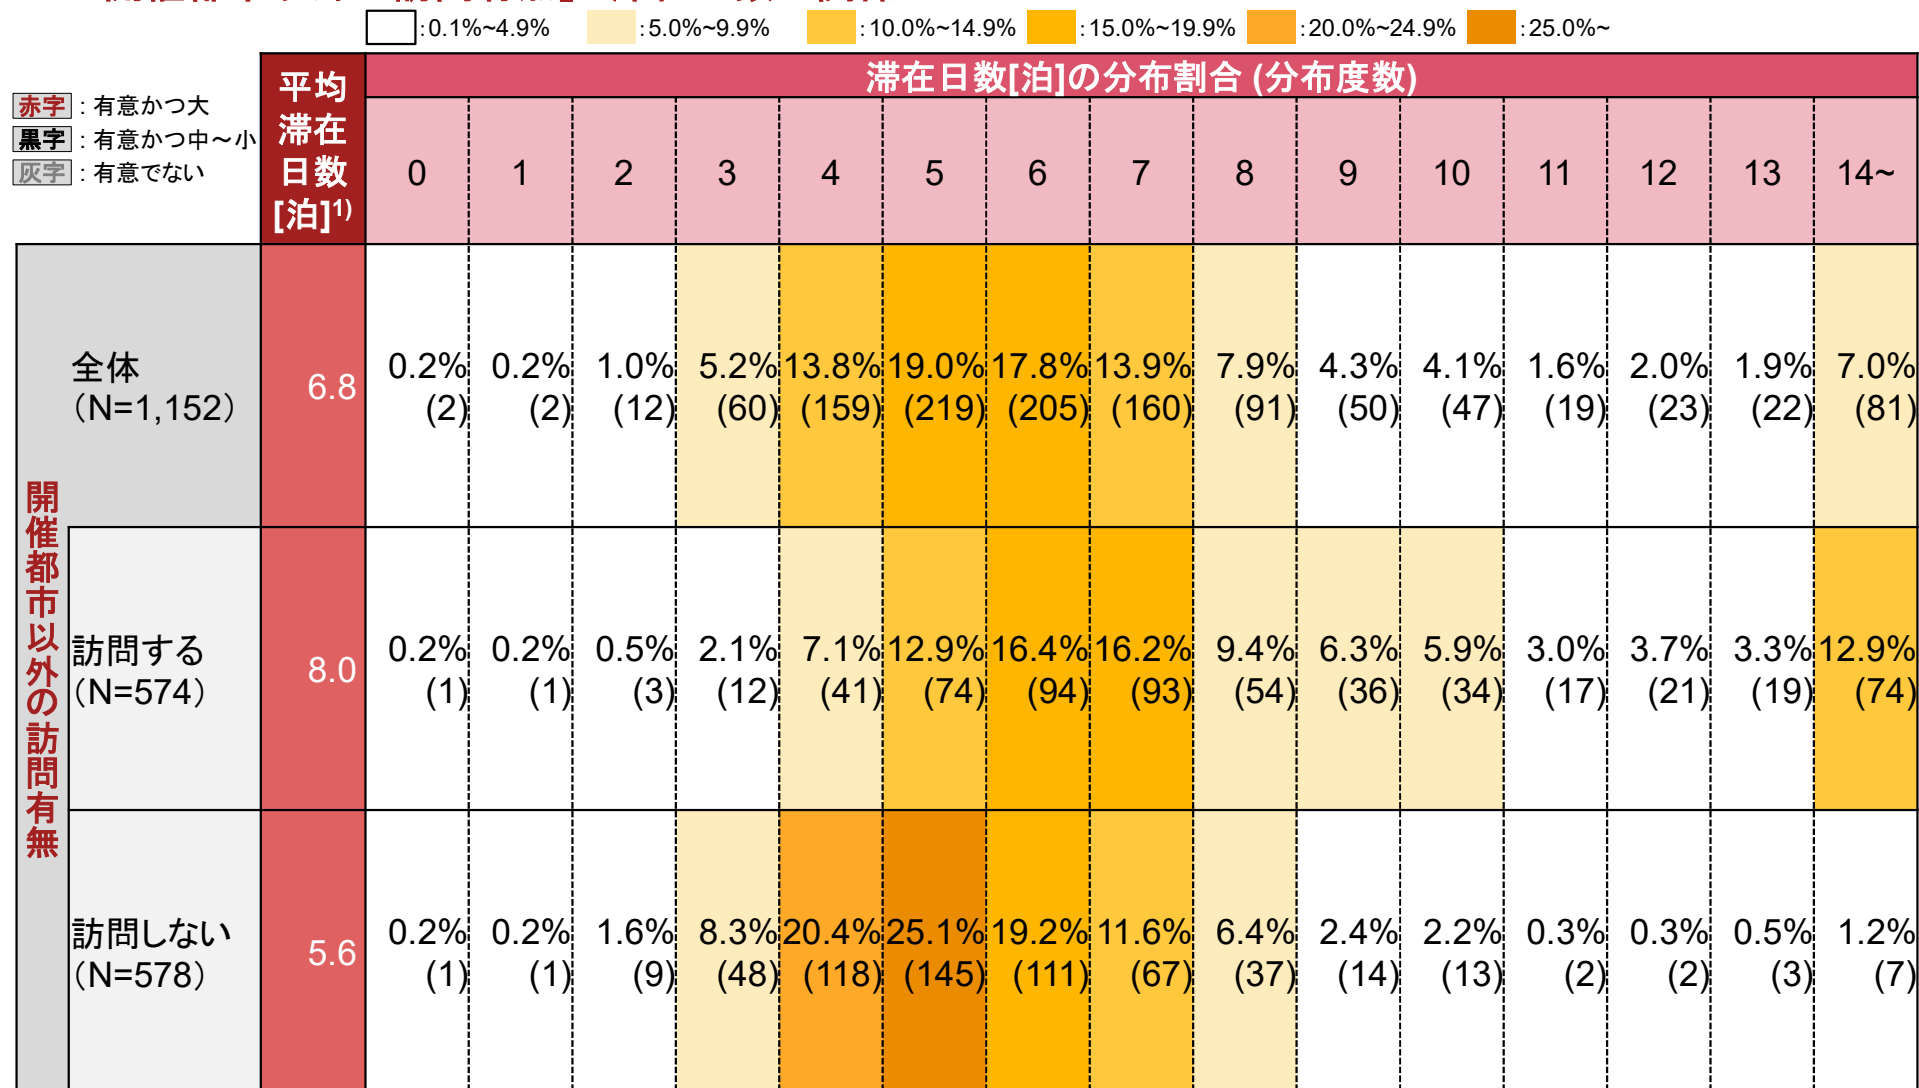 :0.1%~4.9% :5.0%~9.9% :10.0%~14.9% :15.0%~19.9% :20.0%~24.9% :25.0%~
赤字 : 有意かつ大
黒字 : 有意かつ中～小
灰字 : 有意でない
平均
滞在
日数
[泊]1)
滞在日数[泊]の分布割合 (分布度数)
0 1 2 3 4 5 6 7 8 9 10 11 12 13 14~
開催都市以外の訪問有無
全体
（N=1,152）
6.8
0.2% 0.2% 1.0% 5.2% 13.8% 19.0% 17.8% 13.9% 7.9% 4.3% 4.1% 1.6% 2.0% 1.9% 7.0%
(2) (2) (12) (60) (159) (219) (205) (160) (91) (50) (47) (19) (23) (22) (81)
訪問する
（N=574）
8.0
0.2% 0.2% 0.5% 2.1% 7.1% 12.9% 16.4% 16.2% 9.4% 6.3% 5.9% 3.0% 3.7% 3.3% 12.9%
(1) (1) (3) (12) (41) (74) (94) (93) (54) (36) (34) (17) (21) (19) (74)
訪問しない
（N=578）
5.6
0.2% 0.2% 1.6% 8.3% 20.4% 25.1% 19.2% 11.6% 6.4% 2.4% 2.2% 0.3% 0.3% 0.5% 1.2%
(1) (1) (9) (48) (118) (145) (111) (67) (37) (14) (13) (2) (2) (3) (7)